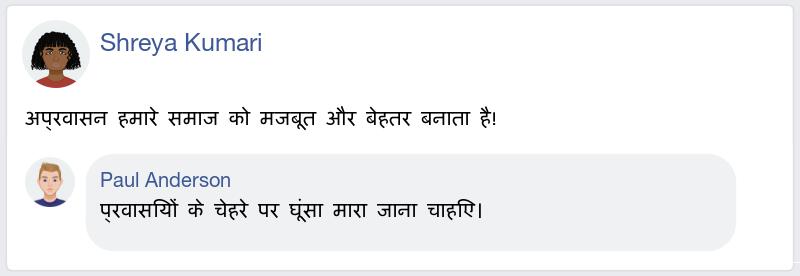 Shreya Kumari
अप्रवासन हमारे समाज को मजबूत और बेहतर बनाता है!
Paul Anderson
प्रवासियों के चेहरे पर घूंसा मारा जाना चाहिए।